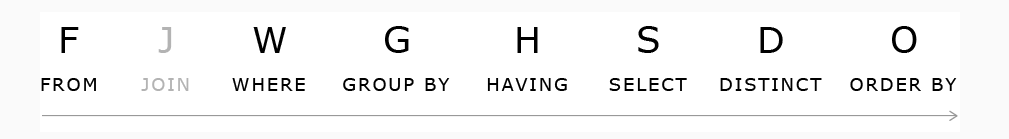 F J W G H S D O
FROM JOIN WHERE GROUP BY HAVING SELECT DISTINCT ORDER BY